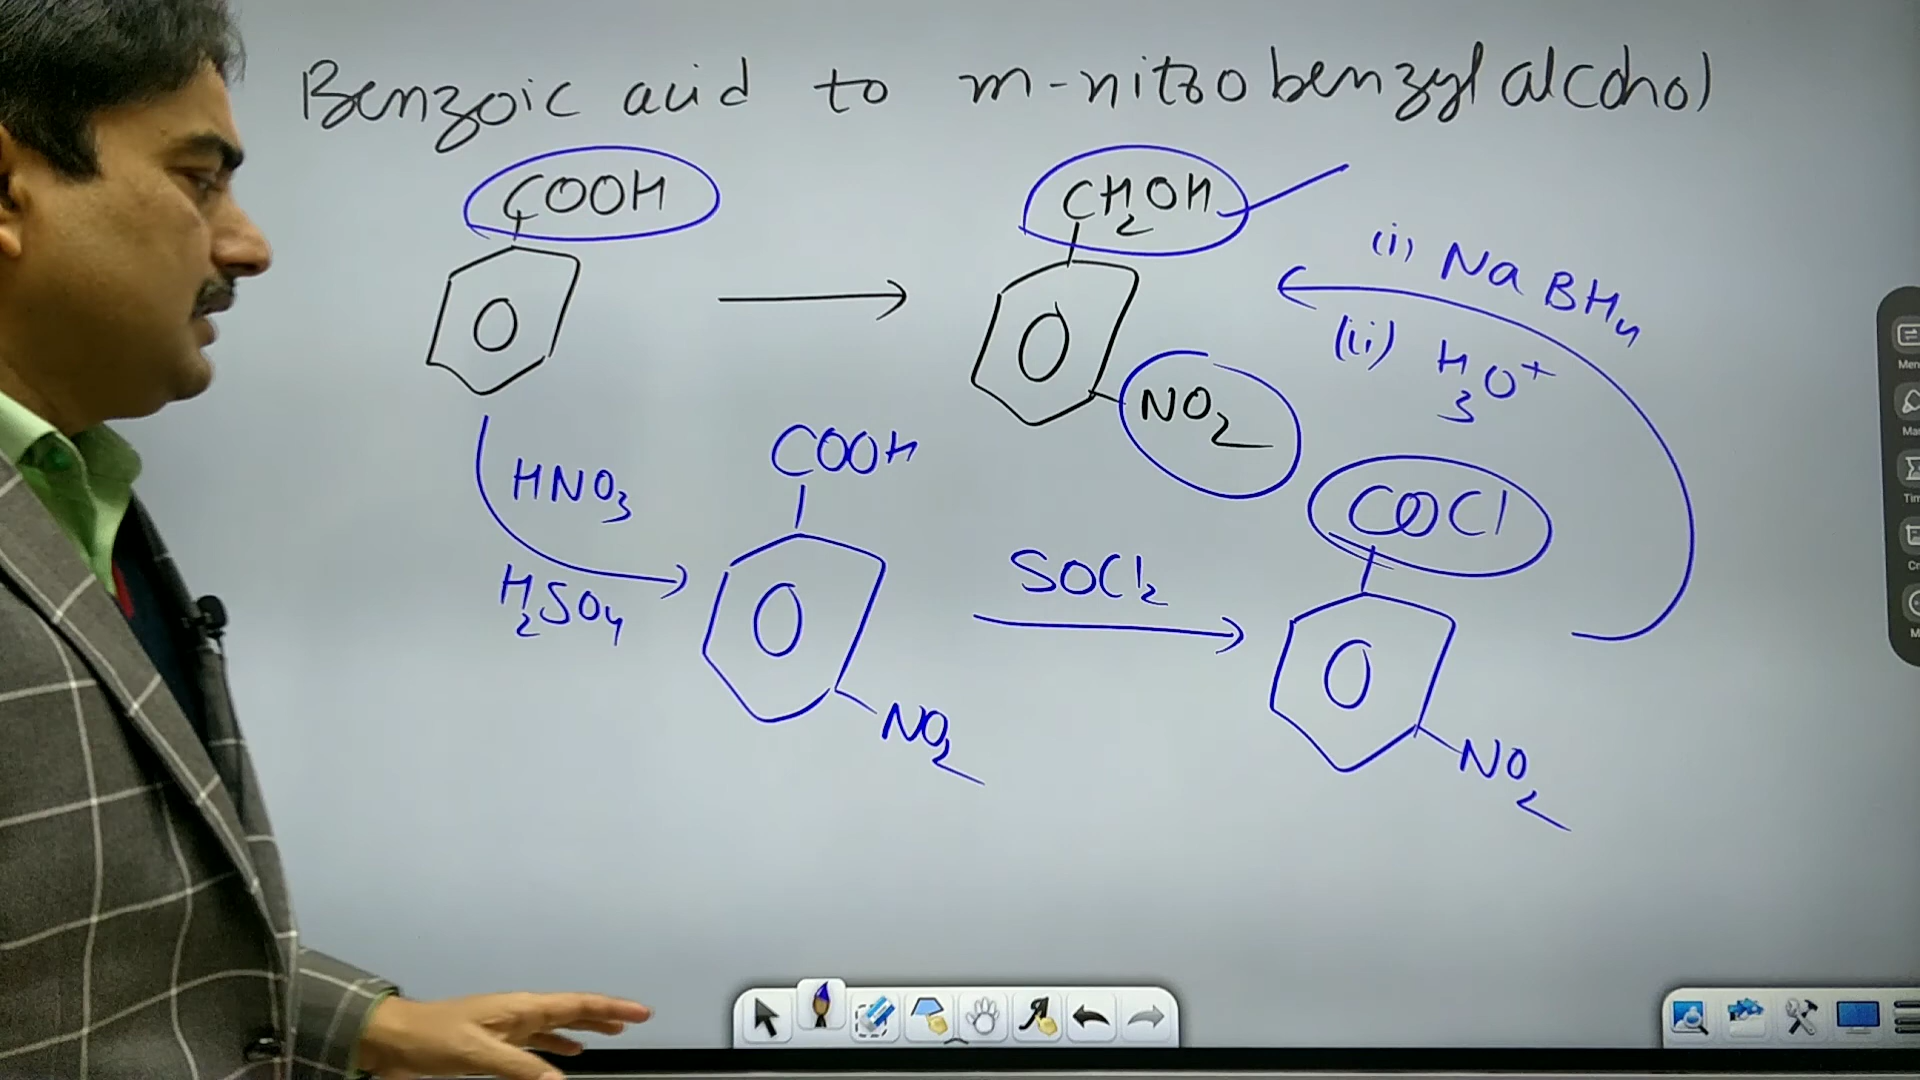 Benzoic acid to m-nitrobenzyl alcohol
COOH
CH2OH
NO2
(i) NaBH4
(ii) H3O+
HNO3
H2SO4
COOH
NO2
SOCl2
COCl
NO2